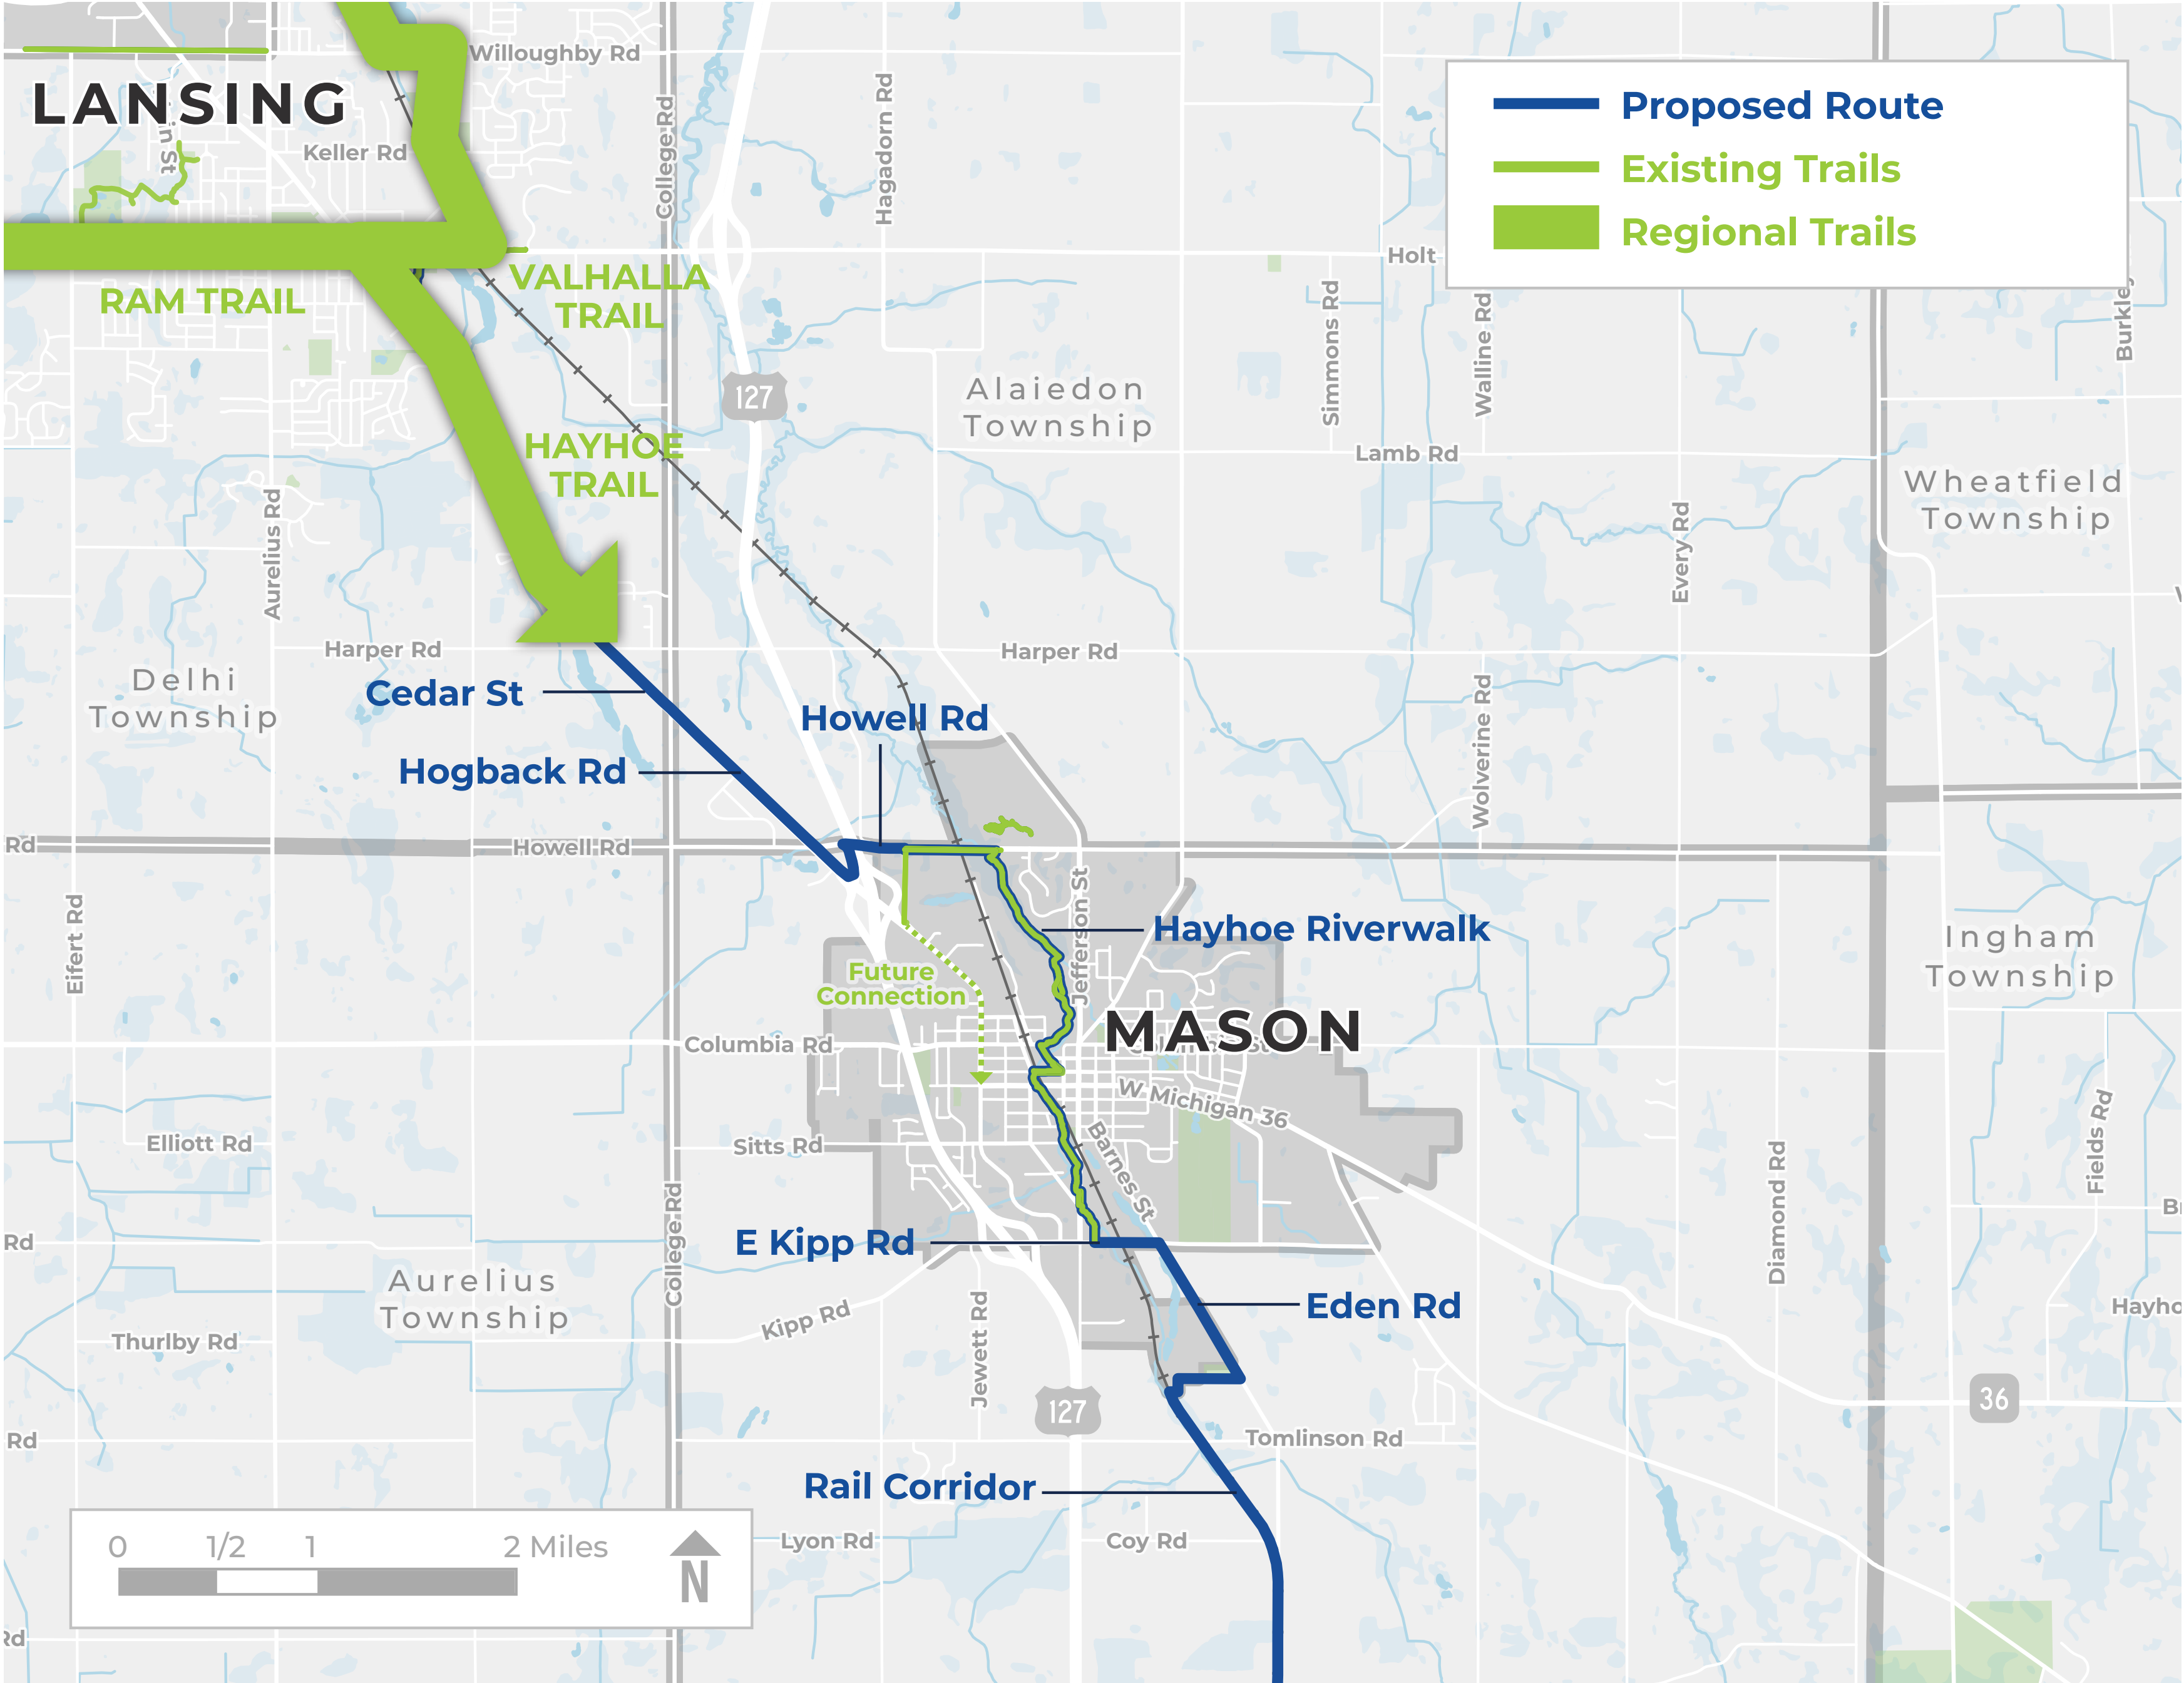 Willoughby Rd
LANSING
in St
Keller Rd
College Rd
Hagadorn Rd
Proposed Route
Existing Trails
Regional Trails
Holt
VALHALLA
TRAIL
RAM TRAIL
Simmons Rd
Walline Rd
127
Alaiedon
Township
HAYHOE
TRAIL
Lamb Rd
Wheatfield
Township
Aurelius Rd
Every Rd
Harper Rd
Harper Rd
Delhi
Township
Cedar St
Howell Rd
Hogback Rd
Wolverine Rd
Rd
Howell Rd
Eifert Rd
Jefferson St
Hayhoe Riverwalk
Ingham
Township
Future
Connection
MASON
Columbia Rd
W Michigan 36
Elliott Rd
Sitts Rd
Barnes St
Fields Rd
Diamond Rd
College Rd
Rd
E Kipp Rd
Aurelius
Township
Eden Rd
Kipp Rd
Thurlby Rd
Jewett Rd
127
36
Rd
Tomlinson Rd
Rail Corridor
0 1/2 1 2 Miles
N
Lyon Rd
Coy Rd
Rd